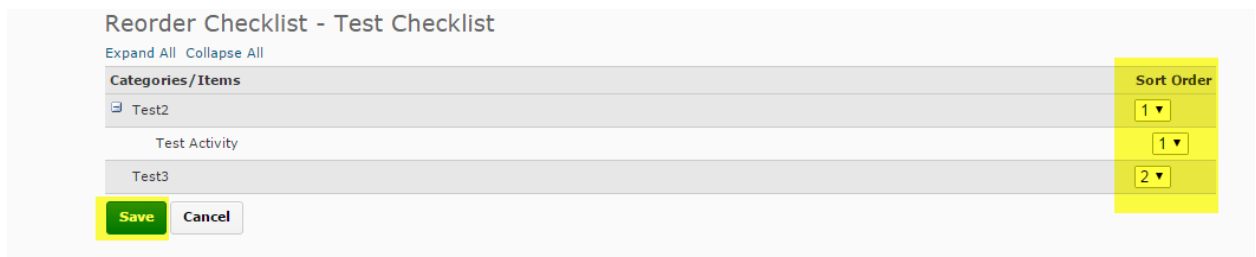 Reorder Checklist - Test Checklist
Expand All Collapse All
Categories/Items Sort Order
Test2 1
Test Activity 1
Test3 2
Save Cancel